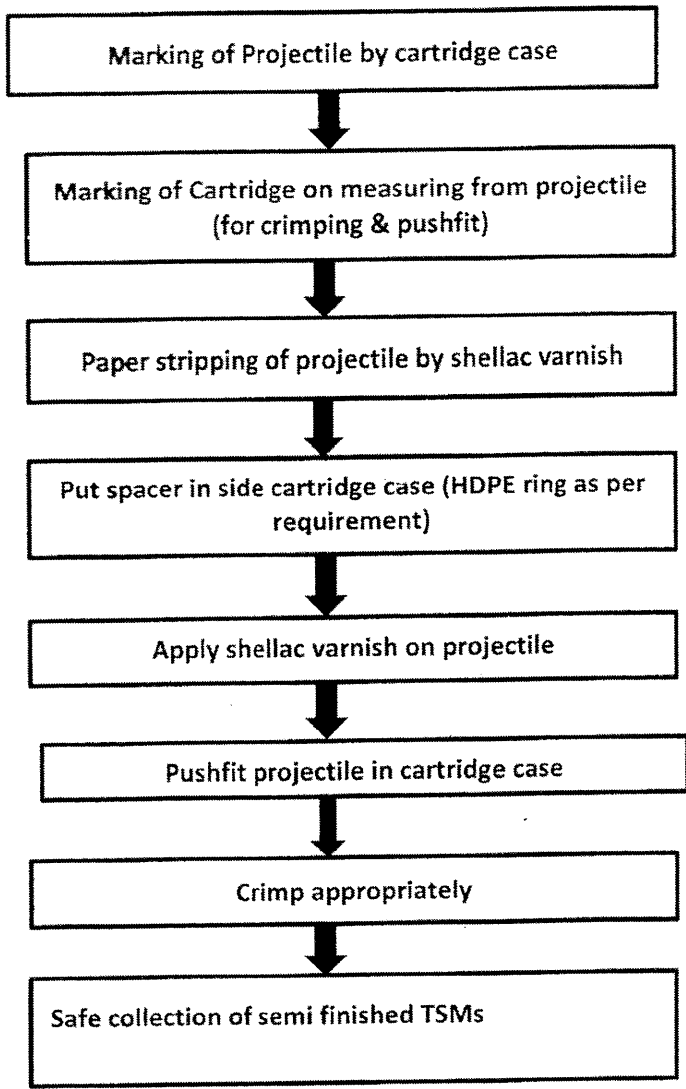 Marking of Projectile by cartridge case
Marking of Cartridge on measuring from projectile
(for crimping & pushfit)
Paper stripping of projectile by shellac varnish
Put spacer in side cartridge case (HDPE ring as per
requirement)
Apply shellac varnish on projectile
Pushfit projectile in cartridge case
Crimp appropriately
Safe collection of semi finished TSMs